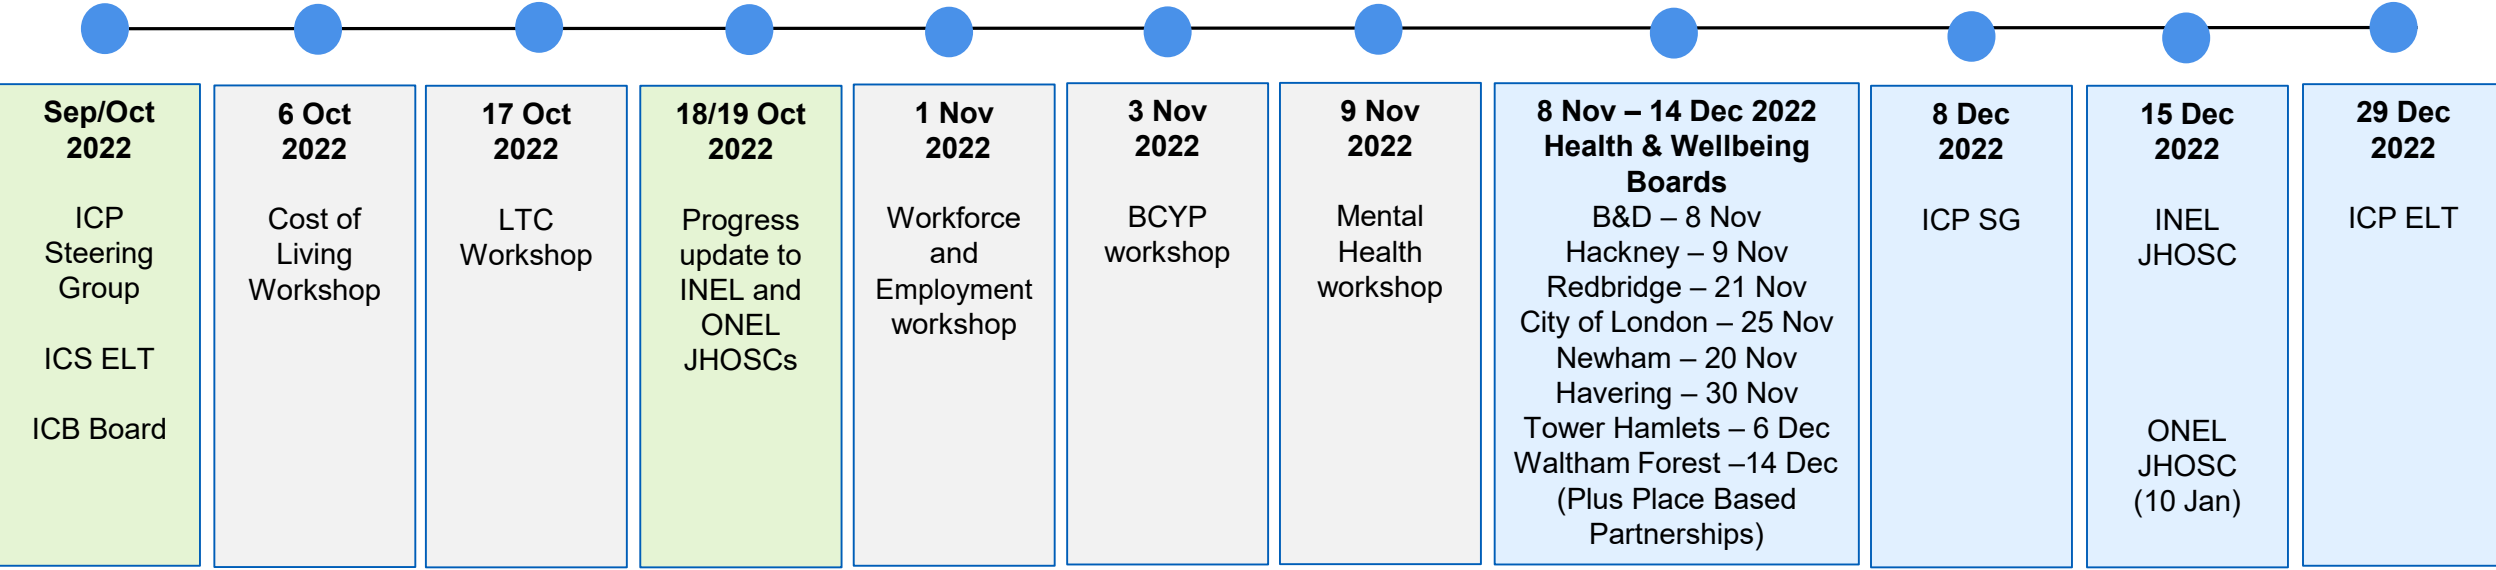 Sep/Oct
2022
ICP
Steering
Group
ICS ELT
ICB Board
6 Oct
2022
Cost of
Living
Workshop
17 Oct
2022
LTC
Workshop
18/19 Oct
2022
Progress
update to
INEL and
ONEL
JHOSCs
1 Nov
2022
Workforce
and
Employment
workshop
3 Nov
2022
BCYP
workshop
9 Nov
2022
Mental
Health
workshop
8 Nov – 14 Dec 2022
Health & Wellbeing
Boards
B&D – 8 Nov
Hackney – 9 Nov
Redbridge – 21 Nov
City of London – 25 Nov
Newham – 20 Nov
Havering – 30 Nov
Tower Hamlets – 6 Dec
Waltham Forest –14 Dec
(Plus Place Based
Partnerships)
8 Dec
2022
ICP SG
15 Dec
2022
INEL
JHOSC
ONEL
JHOSC
(10 Jan)
29 Dec
2022
ICP ELT